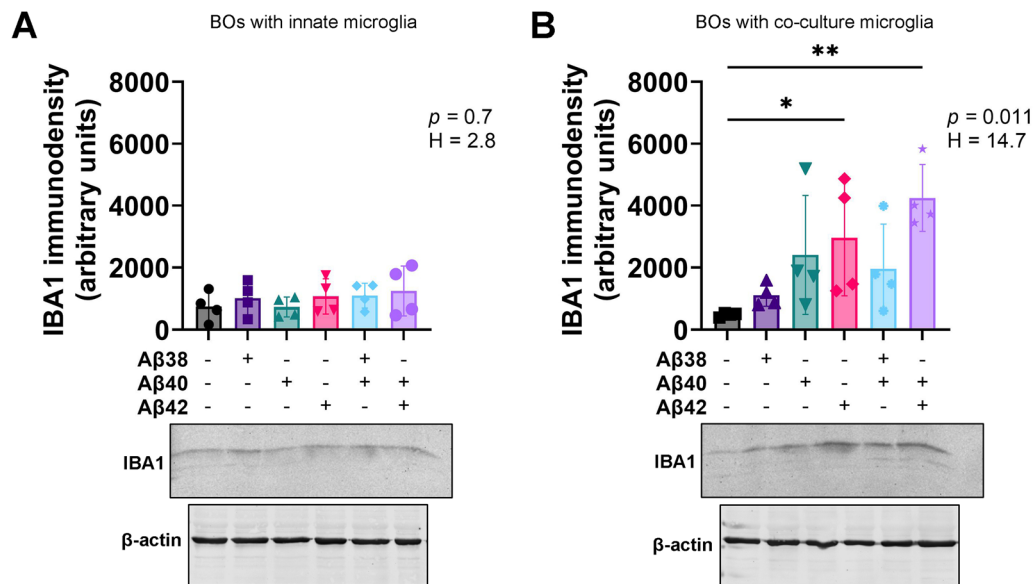 A
BOs with innate microglia
IBA1 immunodensity
(arbitrary units)
8000
6000
4000
2000
0
p = 0.7
H = 2.8
Aβ38 - + - - + -
Aβ40 - - + - + +
Aβ42 - - - + - +
IBA1
β-actin
B
BOs with co-culture microglia
IBA1 immunodensity
(arbitrary units)
8000
6000
4000
2000
0
**
*
p = 0.011
H = 14.7
Aβ38 - + - - + -
Aβ40 - - + - + +
Aβ42 - - - + - +
IBA1
β-actin